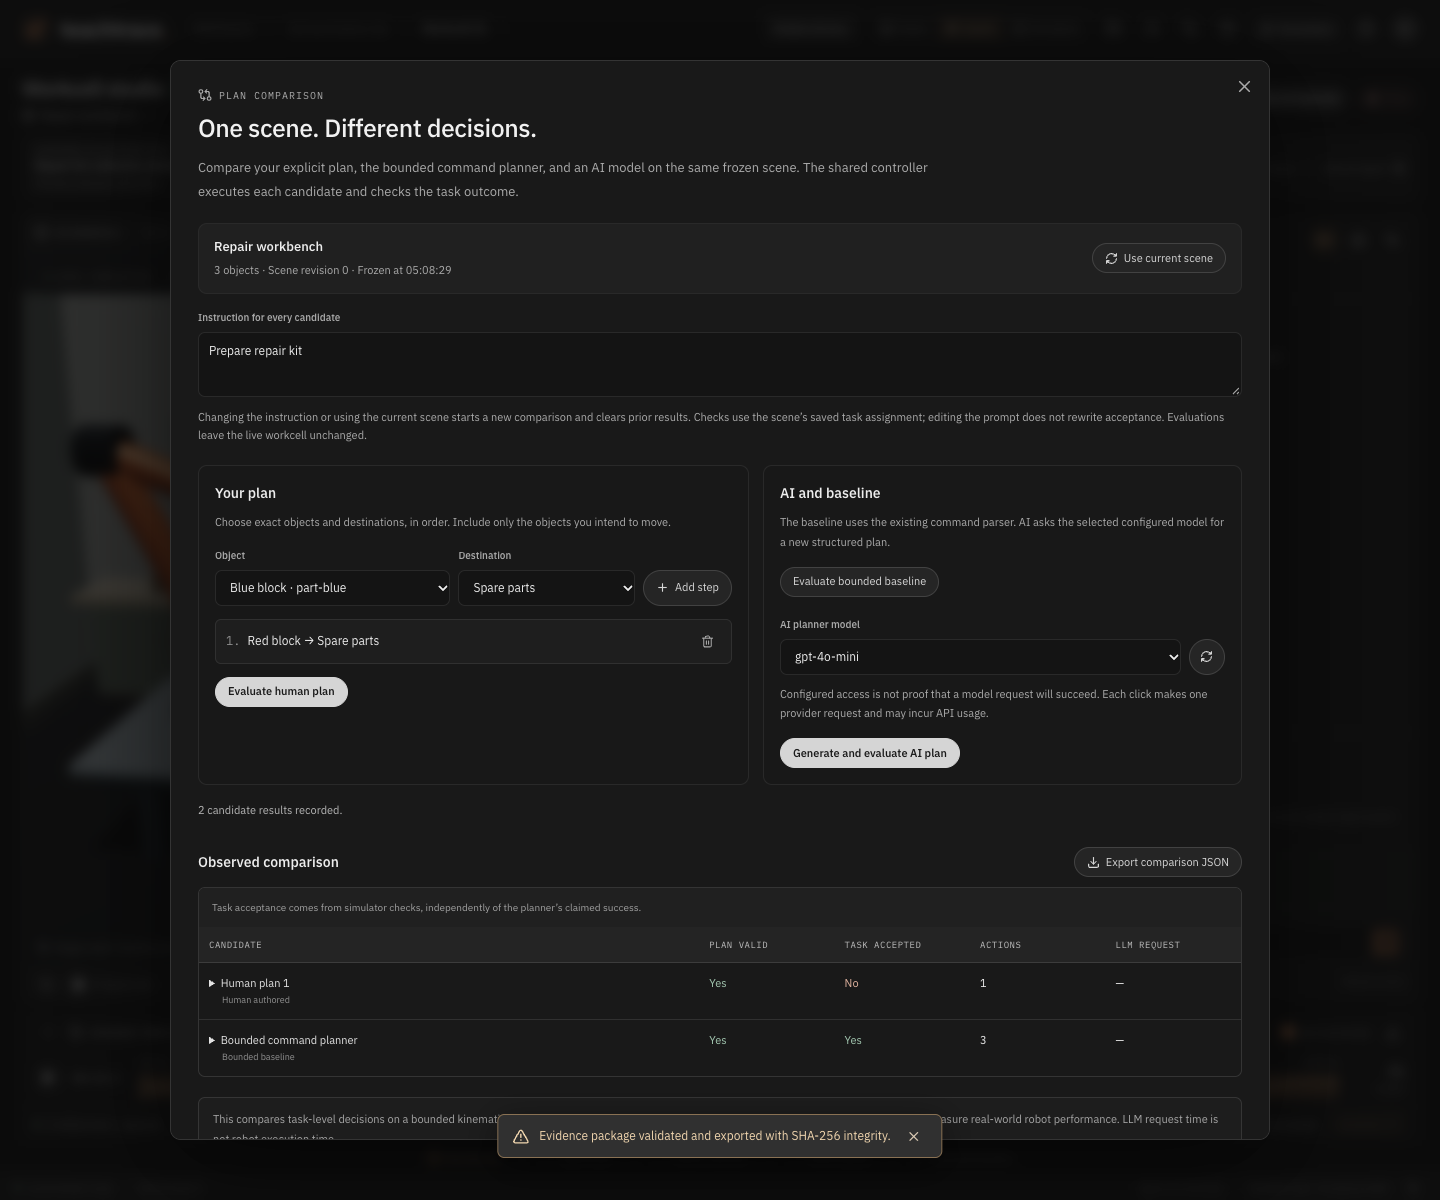 PLAN COMPARISON
One scene. Different decisions.
Compare your explicit plan, the bounded command planner, and an AI model on the same frozen scene. The shared controller
executes each candidate and checks the task outcome.
Repair workbench
3 objects · Scene revision 0 · Frozen at 05:08:29
Use current scene
Instruction for every candidate
Prepare repair kit
Changing the instruction or using the current scene starts a new comparison and clears prior results. Checks use the scene's saved task assignment; editing the prompt does not rewrite acceptance. Evaluations
leave the live workcell unchanged.
Your plan
Choose exact objects and destinations, in order. Include only the objects you intend to move.
Object
Destination
Blue block · part-blue
Spare parts
Add step
1. Red block → Spare parts
Evaluate human plan
AI and baseline
The baseline uses the existing command parser. AI asks the selected configured model for
a new structured plan.
Evaluate bounded baseline
AI planner model
gpt-4o-mini
Configured access is not proof that a model request will succeed. Each click makes one
provider request and may incur API usage.
Generate and evaluate AI plan
2 candidate results recorded.
Observed comparison
Export comparison JSON
Task acceptance comes from simulator checks, independently of the planner's claimed success.
CANDIDATE PLAN VALID TASK ACCEPTED ACTIONS LLM REQUEST
Human plan 1 Yes No 1 —
Human authored
Bounded command planner Yes Yes 3 —
Bounded baseline
This compares task-level decisions on a bounded kinemat
asure real-world robot performance. LLM request time is
not robot execution time.
Evidence package validated and exported with SHA-256 integrity.